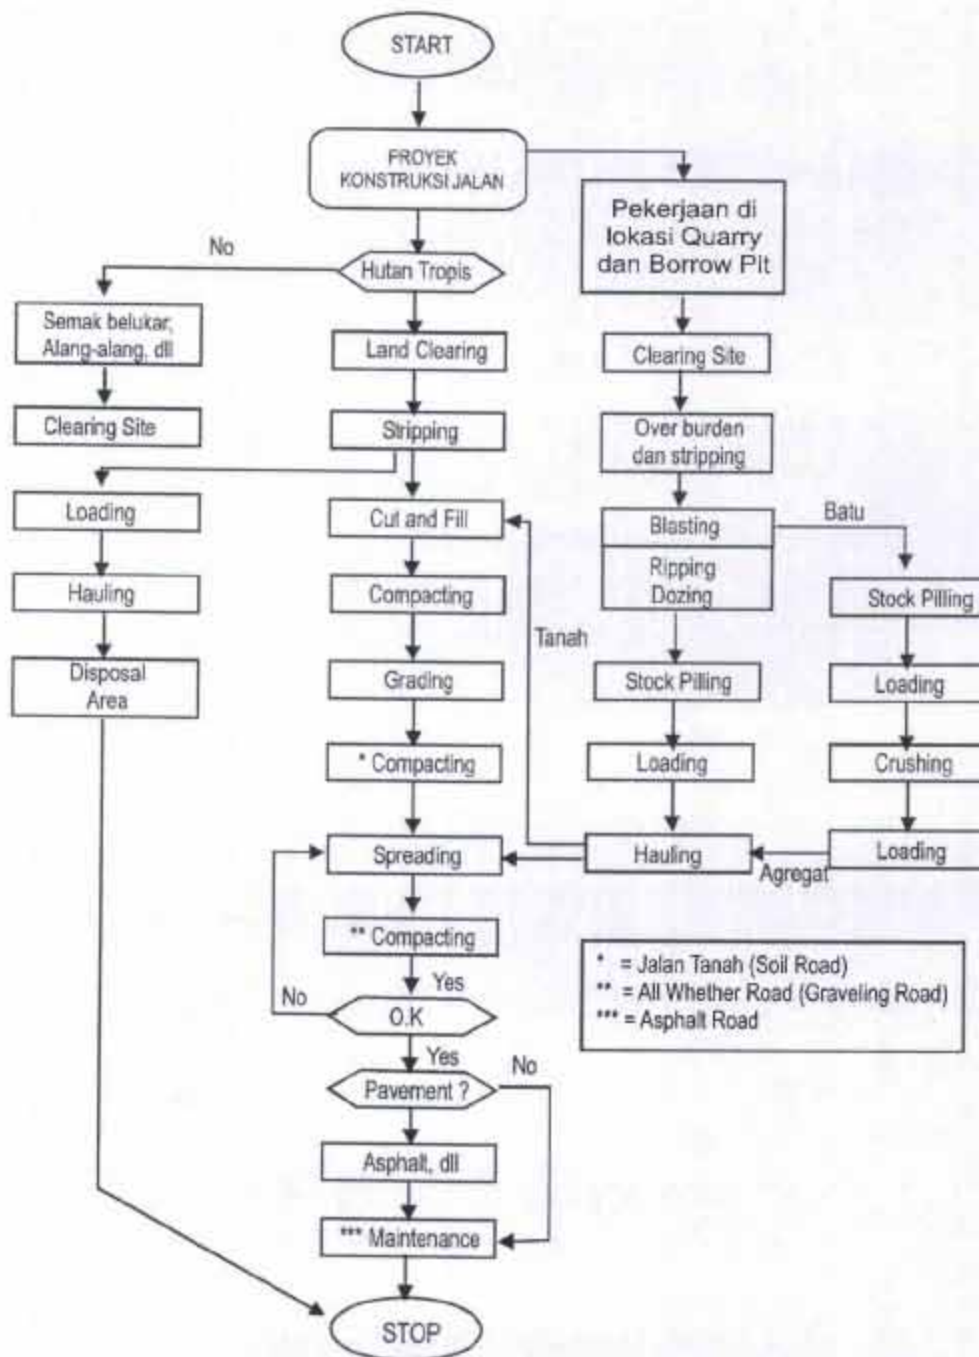 START
PROYEK
KONSTRUKSI JALAN
Pekerjaan di
lokasi Quarry
dan Borrow PIt
No
Hutan Tropis
Semak belukar,
Alang-alang, dll
Land Clearing
Clearing Site
Clearing Site
Stripping
Over burden
dan stripping
Loading
Cut and Fill
Blasting
Batu
Hauling
Compacting
Ripping
Dozing
Stock Pilling
Tanah
Disposal
Area
Grading
Stock Pilling
Loading
* Compacting
Loading
Crushing
Spreading
Hauling
Agregat
Loading
** Compacting
Yes
No
O.K
* = Jalan Tanah (Soil Road)
** = All Whether Road (Graveling Road)
*** = Asphalt Road
Yes
No
Pavement ?
Asphalt, dll
*** Maintenance
STOP